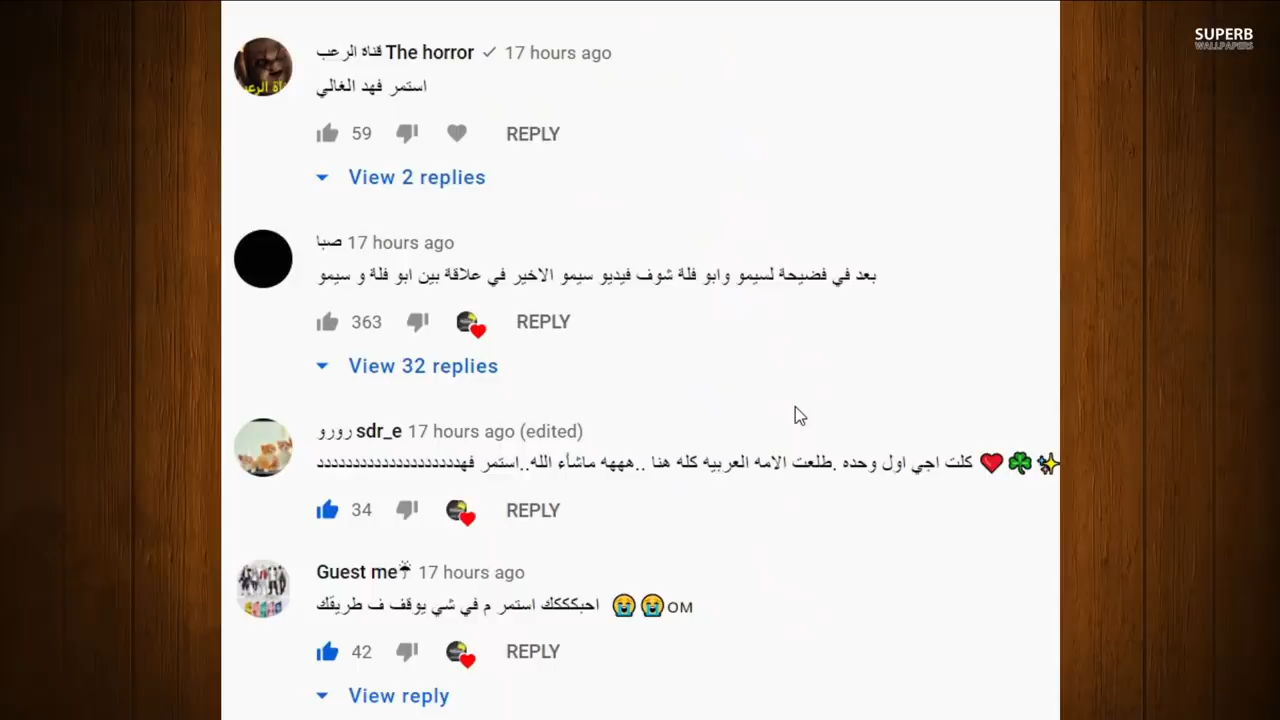 SUPERB
WALLPAPERS
قناة الرعب The horror 17 hours ago
استمر فهد الغالي
59 REPLY
View 2 replies
صبا 17 hours ago
بعد في فضيحة لسيمو وابو فلة شوف فيديو سيمو الاخير في علاقة بين ابو فلة و سيمو
363 REPLY
View 32 replies
رورو sdr_e 17 hours ago (edited)
كلت اجي اول وحده .طلعت الامه العربيه كله هنا ..هههه ماشأء الله..استمر فهددددددددددددددددددد ❤️☘️✨
34 REPLY
Guest me☔ 17 hours ago
احبكككك استمر م في شي يوقف ف طريقك 😭😭ᴏᴍ
42 REPLY
View reply